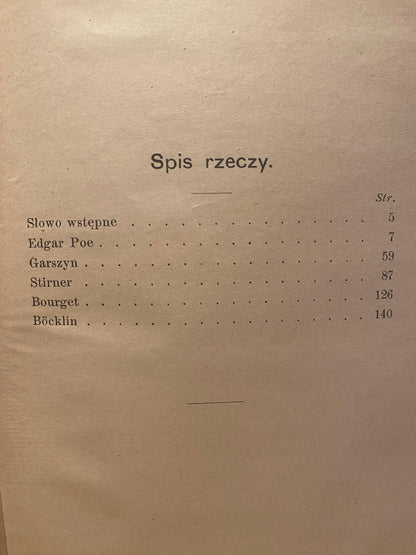 Spis rzeczy.
Str.
Słowo wstępne . . . . . . . . . . . . . 5
Edgar Poe . . . . . . . . . . . . . . 7
Garszyn . . . . . . . . . . . . . . . 59
Stirner . . . . . . . . . . . . . . . 87
Bourget . . . . . . . . . . . . . . . 126
Böcklin . . . . . . . . . . . . . . . 140